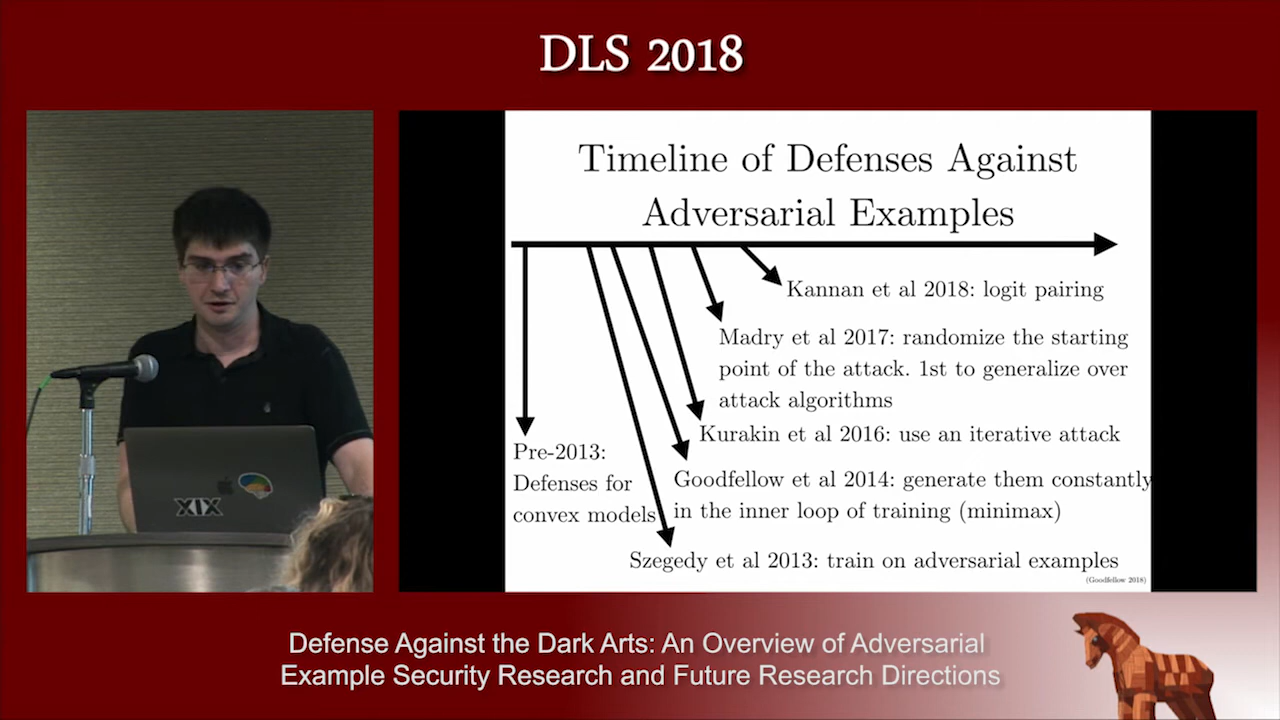 DLS 2018
Timeline of Defenses Against
Adversarial Examples
Kannan et al 2018: logit pairing
Madry et al 2017: randomize the starting
point of the attack. 1st to generalize over
attack algorithms
Kurakin et al 2016: use an iterative attack
Pre-2013:
Defenses for
convex models
Goodfellow et al 2014: generate them constantly
in the inner loop of training (minimax)
Szegedy et al 2013: train on adversarial examples
(Goodfellow 2018)
XIX
Defense Against the Dark Arts: An Overview of Adversarial
Example Security Research and Future Research Directions